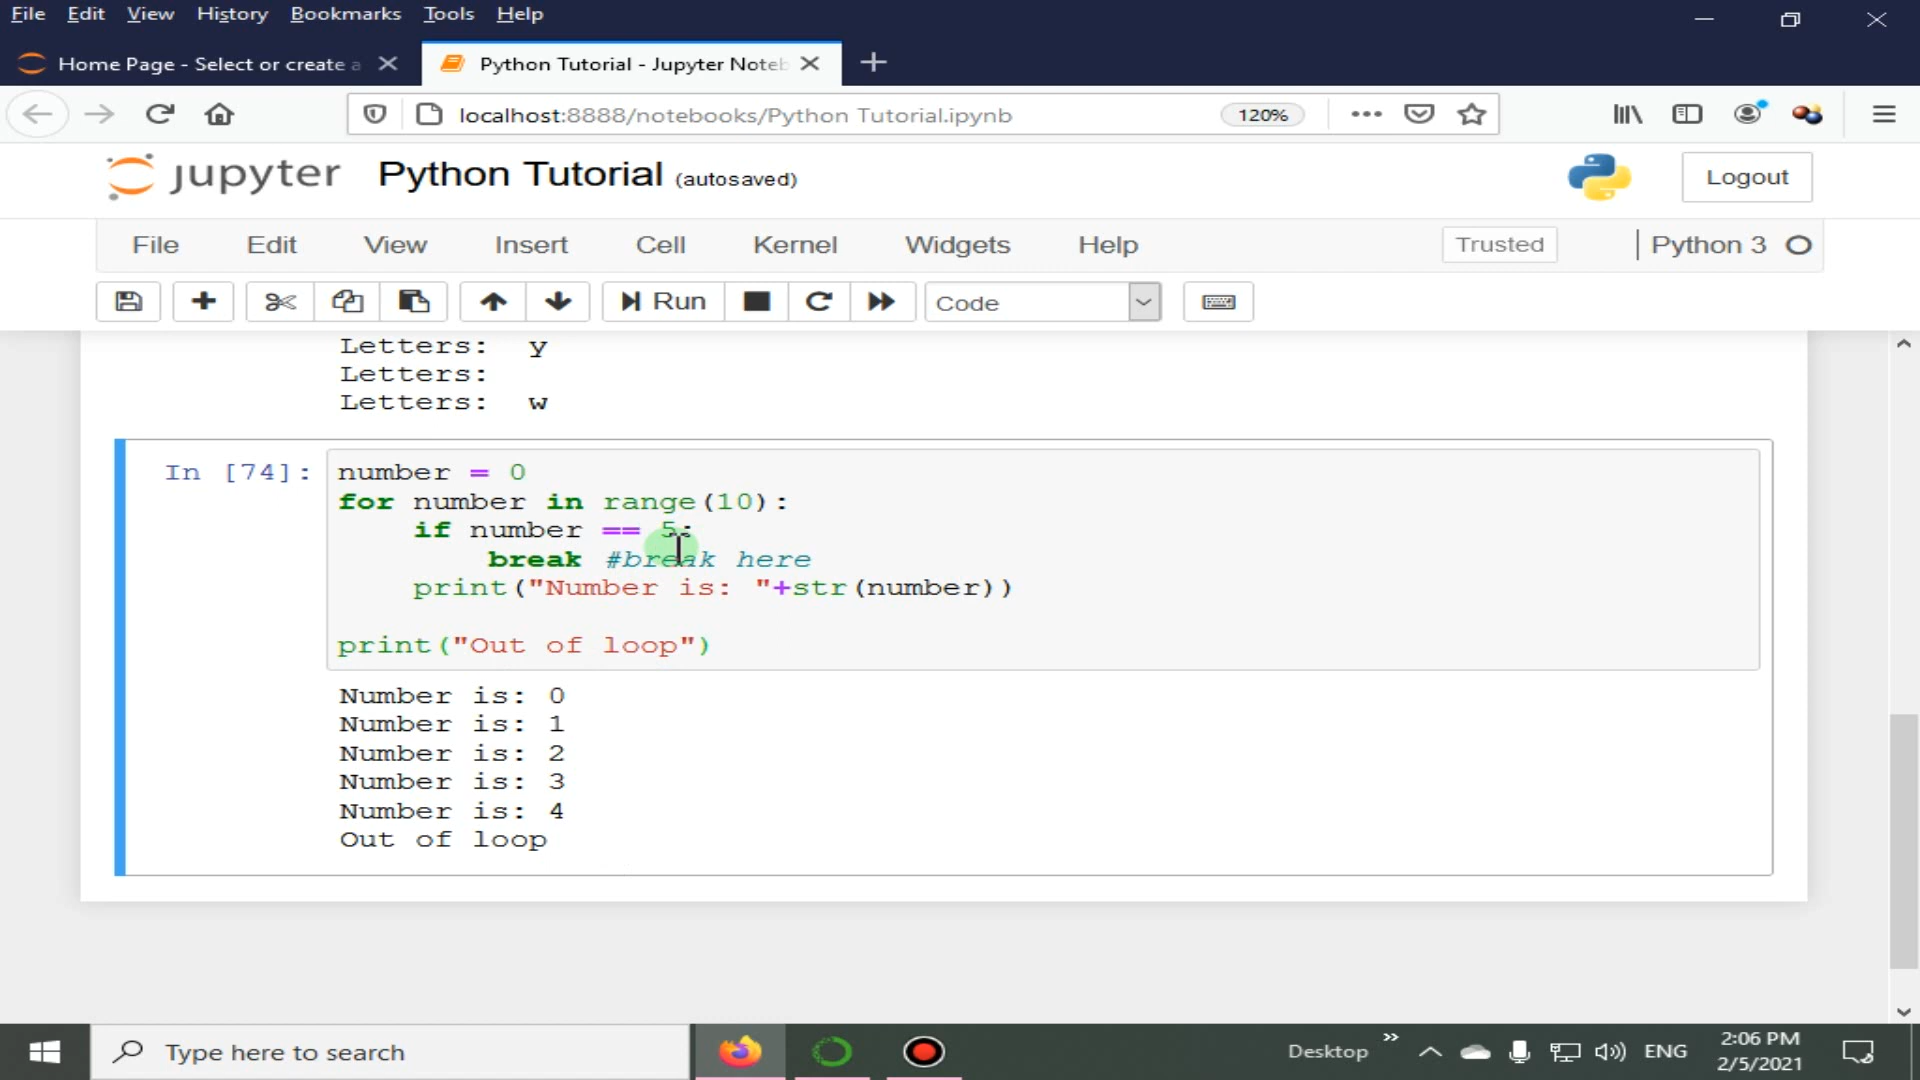 File Edit View History Bookmarks Tools Help
Home Page - Select or create a
Python Tutorial - Jupyter Noteb
localhost:8888/notebooks/Python Tutorial.ipynb
120%
jupyter Python Tutorial (autosaved)
Logout
File Edit View Insert Cell Kernel Widgets Help Trusted Python 3
Run Code
Letters: y
Letters:
Letters: w
In [74]: number = 0
for number in range(10):
if number == 5:
break #break here
print("Number is: "+str(number))
print("Out of loop")
Number is: 0
Number is: 1
Number is: 2
Number is: 3
Number is: 4
Out of loop
Type here to search
Desktop
ENG
2:06 PM
2/5/2021